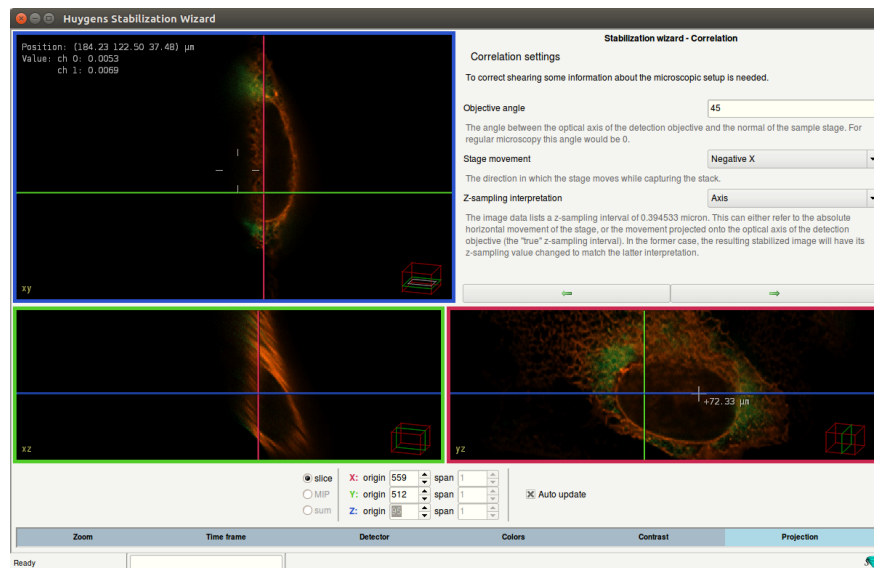 Huygens Stabilization Wizard
Position: (184.23 122.50 37.48) μm
Value: ch 0: 0.0053
ch 1: 0.0069
xy
Stabilization wizard - Correlation
Correlation settings
To correct shearing some information about the microscopic setup is needed.
Objective angle
45
The angle between the optical axis of the detection objective and the normal of the sample stage. For
regular microscopy this angle would be 0.
Stage movement
Negative X
The direction in which the stage moves while capturing the stack.
Z-sampling interpretation
Axis
The image data lists a z-sampling interval of 0.394533 micron. This can either refer to the absolute
horizontal movement of the stage, or the movement projected onto the optical axis of the detection
objective (the "true" z-sampling interval). In the former case, the resulting stabilized image will have its
z-sampling value changed to match the latter interpretation.
xz
+72.33 μm
yz
slice
MIP
sum
X: origin 559 span 1
Y: origin 512 span 1
Z: origin span 1
Auto update
Zoom
Time frame
Detector
Colors
Contrast
Projection
Ready